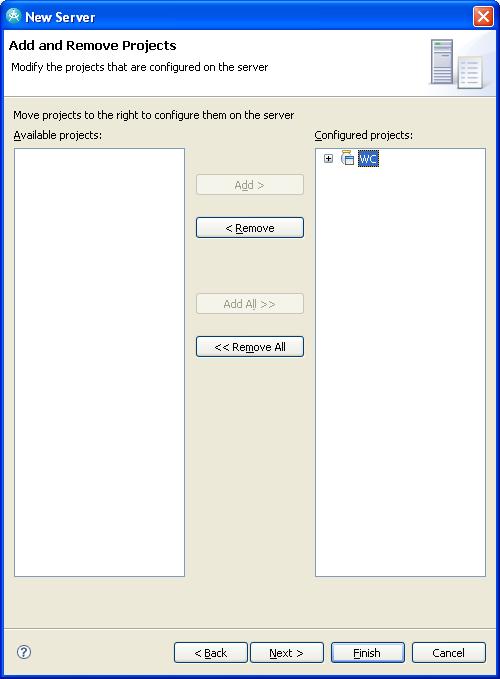 New Server
Add and Remove Projects
Modify the projects that are configured on the server
Move projects to the right to configure them on the server
Available projects:
Configured projects:
WC
Add >
< Remove
Add All >>
<< Remove All
< Back
Next >
Finish
Cancel